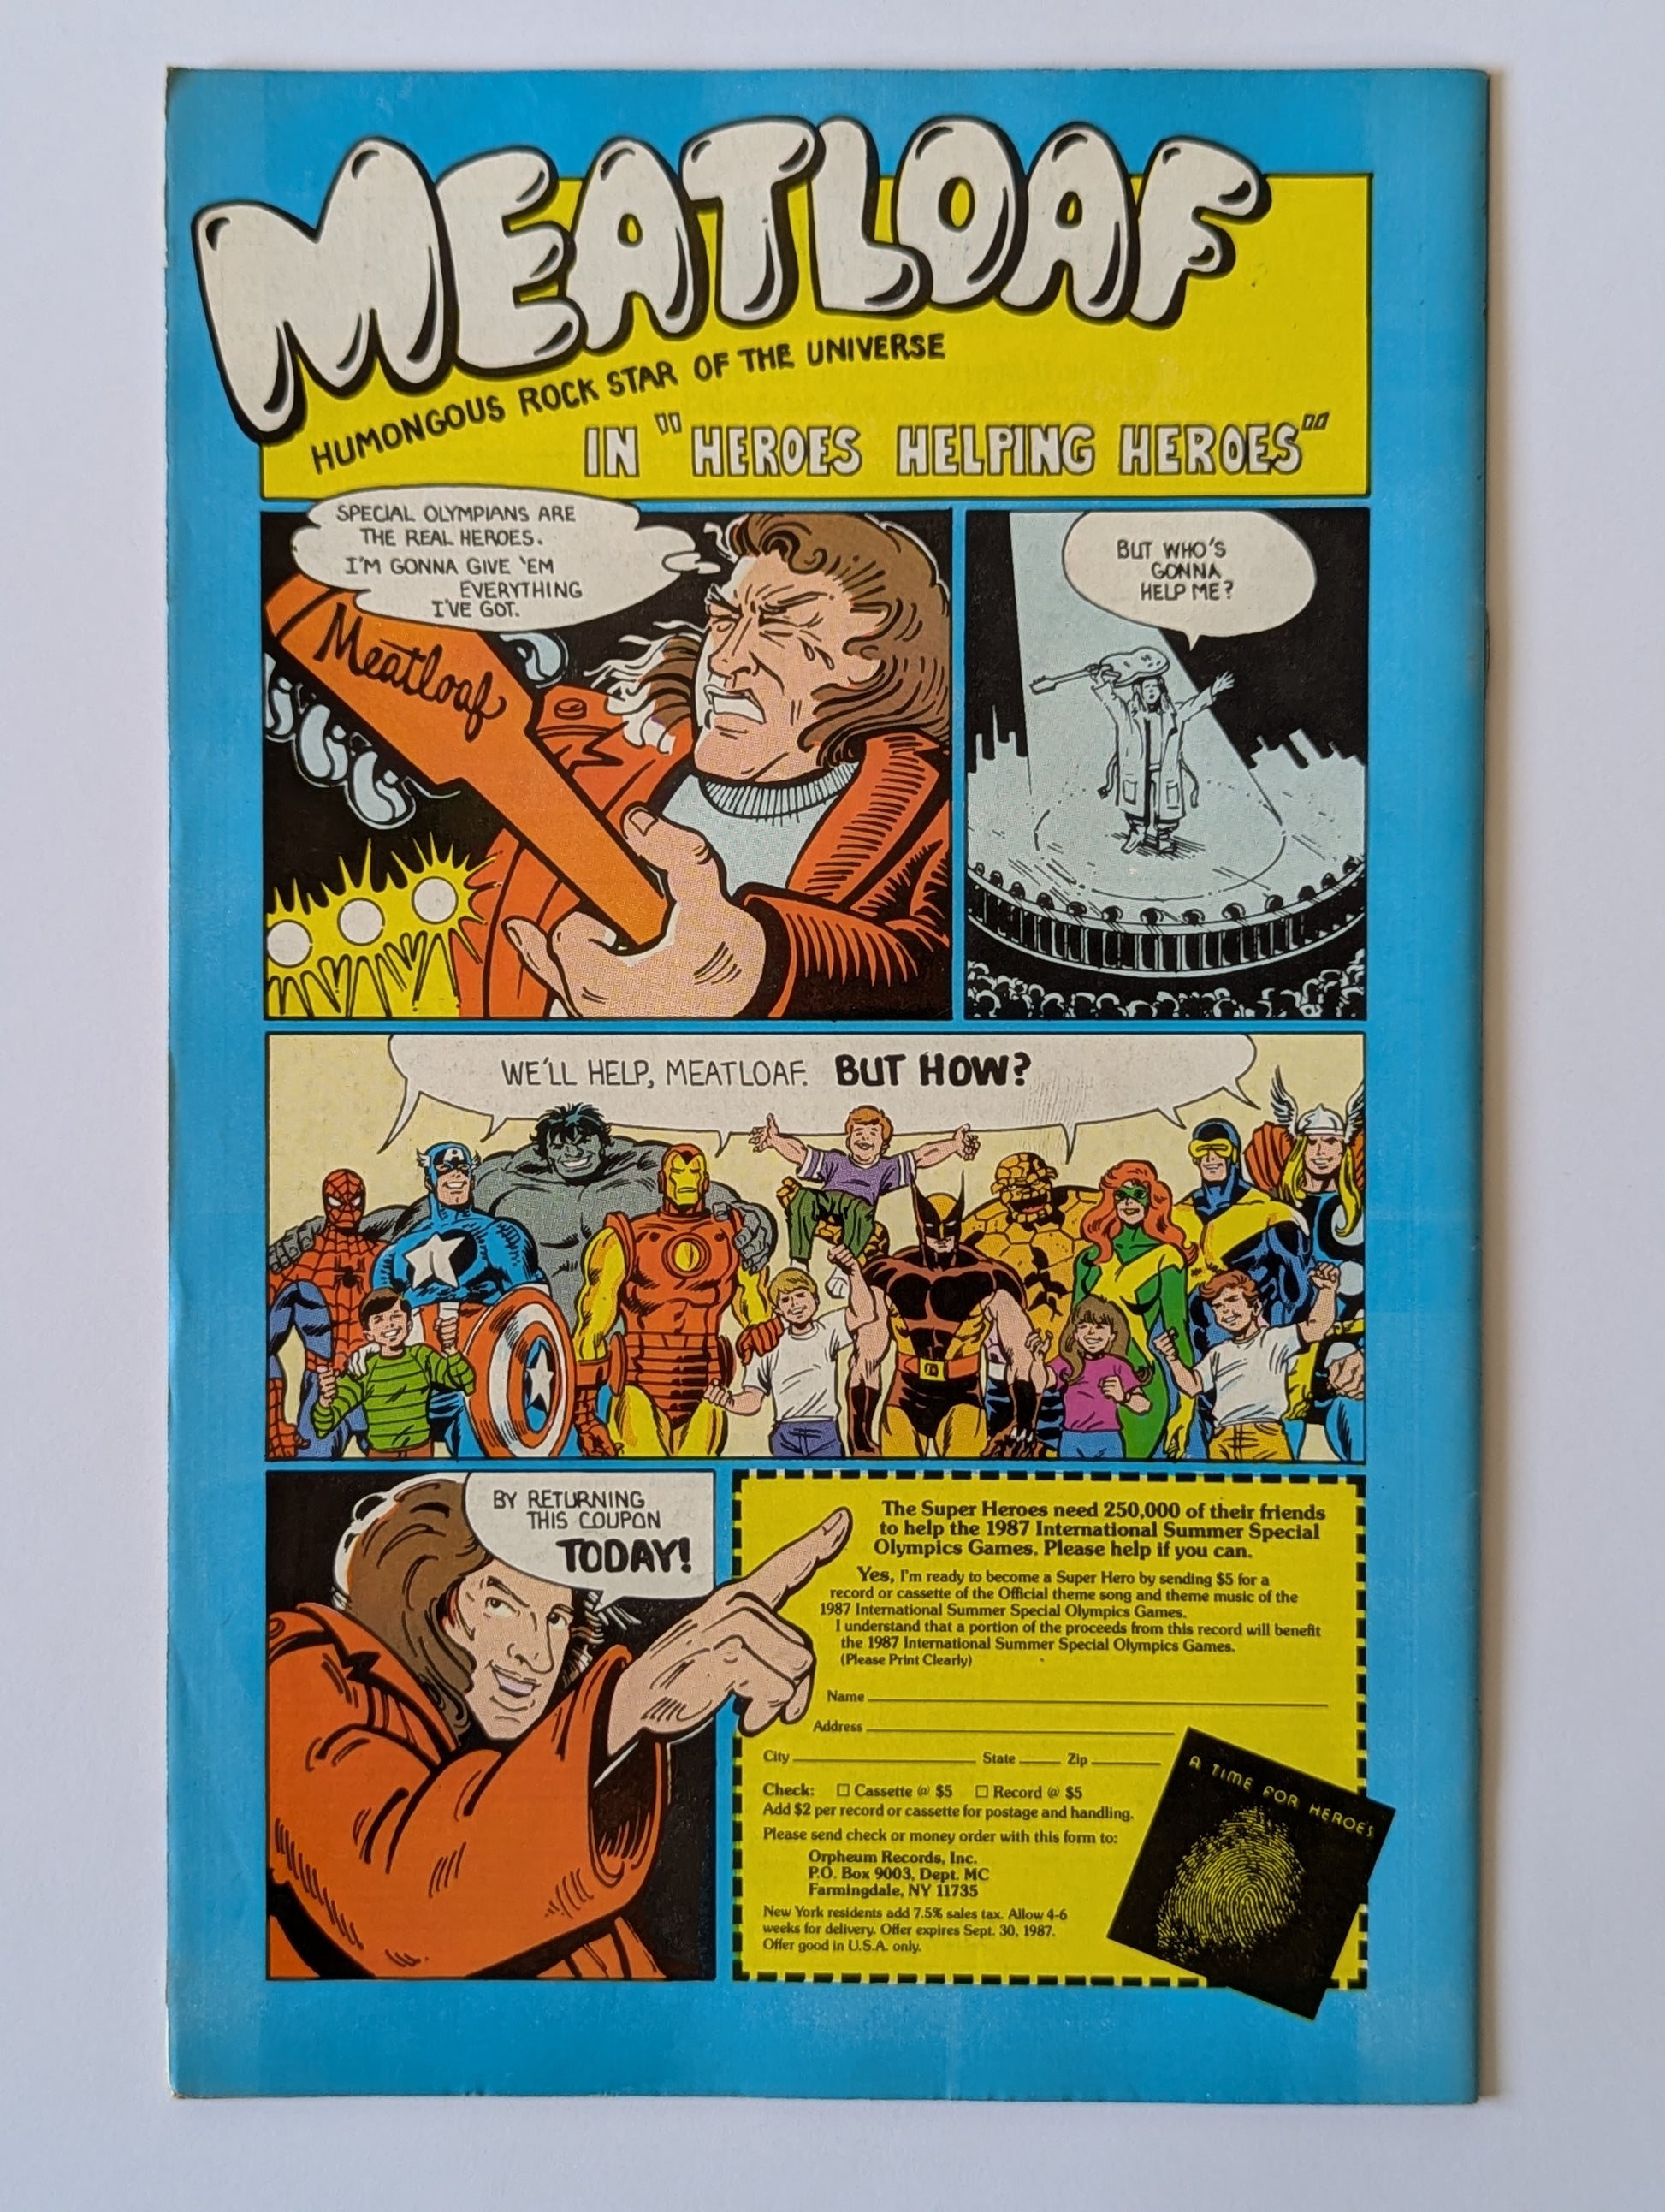 MEATLOAF
HUMONGOUS ROCK STAR OF THE UNIVERSE
IN "HEROES HELPING HEROES"
SPECIAL OLYMPIANS ARE
THE REAL HEROES.
I'M GONNA GIVE 'EM
EVERYTHING
I'VE GOT.
Meatloaf
BUT WHO'S
GONNA
HELP ME?
WE'LL HELP, MEATLOAF. BUT HOW?
BY RETURNING
THIS COUPON
TODAY!
The Super Heroes need 250,000 of their friends
to help the 1987 International Summer Special
Olympics Games. Please help if you can.
Yes, I'm ready to become a Super Hero by sending $5 for a
record or cassette of the Official theme song and theme music of the
1987 International Summer Special Olympics Games.
I understand that a portion of the proceeds from this record will benefit
the 1987 International Summer Special Olympics Games.
(Please Print Clearly)
Name
Address
City State Zip
Check: □ Cassette @ $5 □ Record @ $5
Add $2 per record or cassette for postage and handling.
Please send check or money order with this form to:
Orpheum Records, Inc.
P.O. Box 9003, Dept. MC
Farmingdale, NY 11735
New York residents add 7.5% sales tax. Allow 4-6
weeks for delivery. Offer expires Sept. 30, 1987.
Offer good in U.S.A. only.
A TIME FOR HEROES